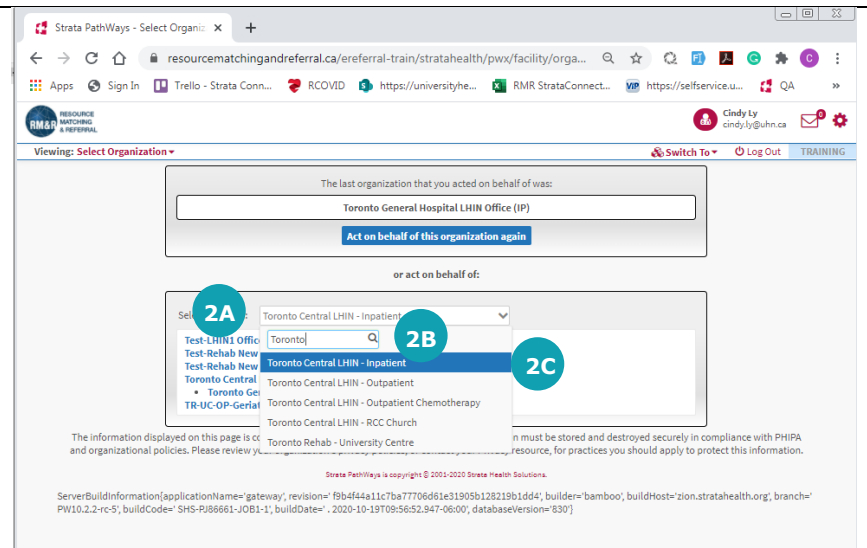 Strata PathWays - Select Organiz
resourcematchingandreferral.ca/ereferral-train/stratahealth/pwx/facility/orga...
Apps Sign In Trello - Strata Conn... RCOVID https://universityhe... RMR StrataConnect... VIP https://selfservice.u... QA »
RM&R RESOURCE MATCHING & REFERRAL
Cindy Ly
cindy.ly@uhn.ca
Viewing: Select Organization Switch To Log Out TRAINING
The last organization that you acted on behalf of was:
Toronto General Hospital LHIN Office (IP)
Act on behalf of this organization again
or act on behalf of:
2A Toronto Central LHIN - Inpatient
Test-LHIN1 Offic
Toronto 2B
Test-Rehab New
Test-Rehab New
Toronto Central LHIN - Inpatient 2C
Toronto Central
Toronto Central LHIN - Outpatient
• Toronto Ge
Toronto Central LHIN - Outpatient Chemotherapy
TR-UC-OP-Geria
Toronto Central LHIN - RCC Church
Toronto Rehab - University Centre
The information displayed on this page is n must be stored and destroyed securely in compliance with PHIPA
and organizational policies. Please review resource, for practices you should apply to protect this information.
Strata PathWays is copyright © 2001-2020 Strata Health Solutions.
ServerBuildInformation{applicationName='gateway', revision=' f9b4f44a11c7ba77706d61e31905b128219b1dd4', builder='bamboo', buildHost='zion.stratahealth.org', branch='
PW10.2.2-rc-5', buildCode=' SHS-PJ86661-JOB1-1', buildDate=' . 2020-10-19T09:56:52.947-06:00', databaseVersion='830'}